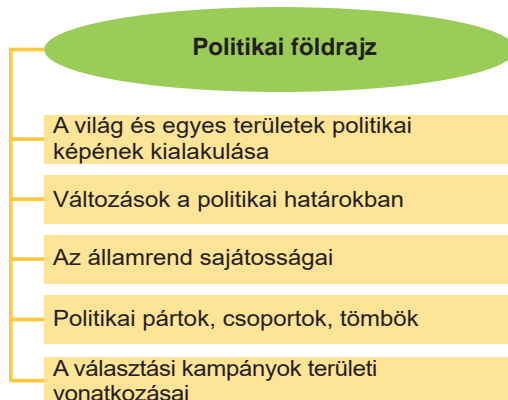 Politikai földrajz
A világ és egyes területek politikai
képének kialakulása
Változások a politikai határokban
Az államrend sajátosságai
Politikai pártok, csoportok, tömbök
A választási kampányok területi
vonatkozásai